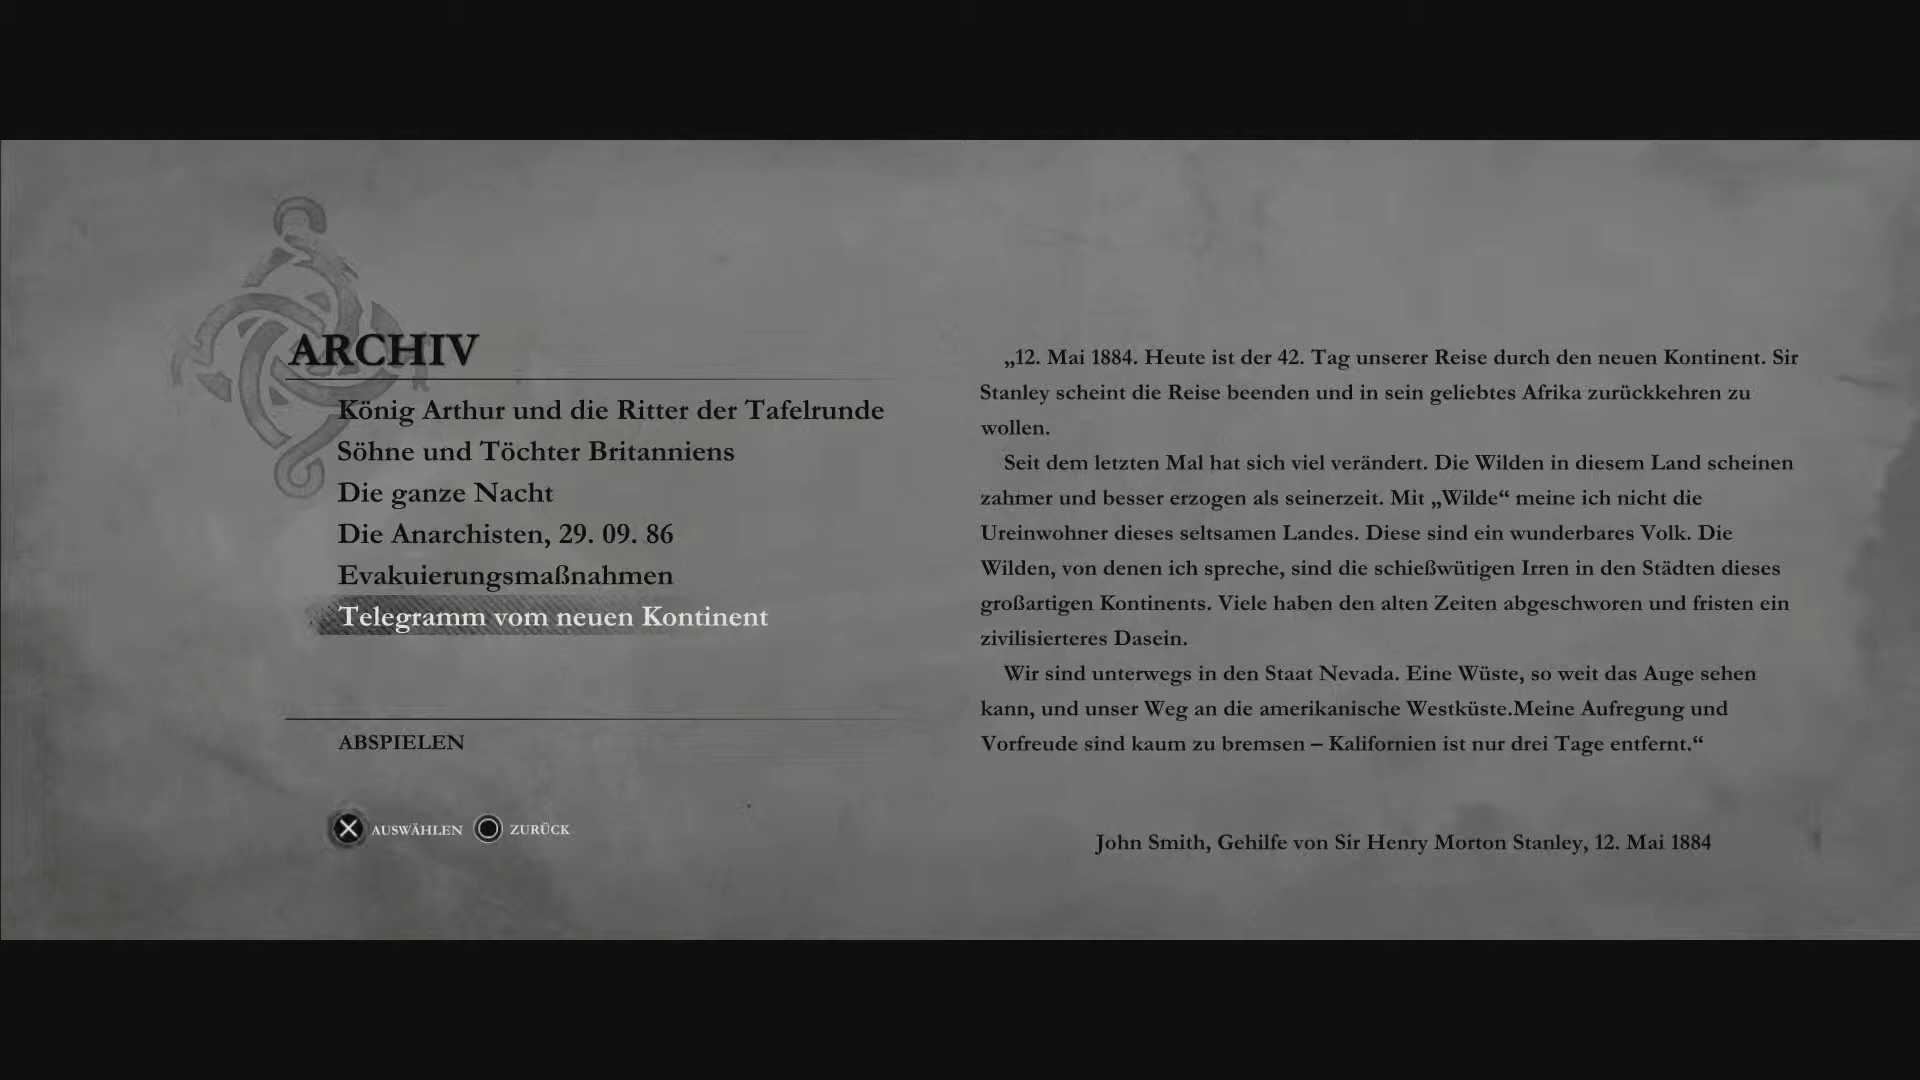 ARCHIV
König Arthur und die Ritter der Tafelrunde
Söhne und Töchter Britanniens
Die ganze Nacht
Die Anarchisten, 29. 09. 86
Evakuierungsmaßnahmen
Telegramm vom neuen Kontinent
ABSPIELEN
AUSWÄHLEN ZURÜCK
„12. Mai 1884. Heute ist der 42. Tag unserer Reise durch den neuen Kontinent. Sir
Stanley scheint die Reise beenden und in sein geliebtes Afrika zurückkehren zu
wollen.
Seit dem letzten Mal hat sich viel verändert. Die Wilden in diesem Land scheinen
zahmer und besser erzogen als seinerzeit. Mit „Wilde“ meine ich nicht die
Ureinwohner dieses seltsamen Landes. Diese sind ein wunderbares Volk. Die
Wilden, von denen ich spreche, sind die schießwütigen Irren in den Städten dieses
großartigen Kontinents. Viele haben den alten Zeiten abgeschworen und fristen ein
zivilisierteres Dasein.
Wir sind unterwegs in den Staat Nevada. Eine Wüste, so weit das Auge sehen
kann, und unser Weg an die amerikanische Westküste.Meine Aufregung und
Vorfreude sind kaum zu bremsen – Kalifornien ist nur drei Tage entfernt.“
John Smith, Gehilfe von Sir Henry Morton Stanley, 12. Mai 1884